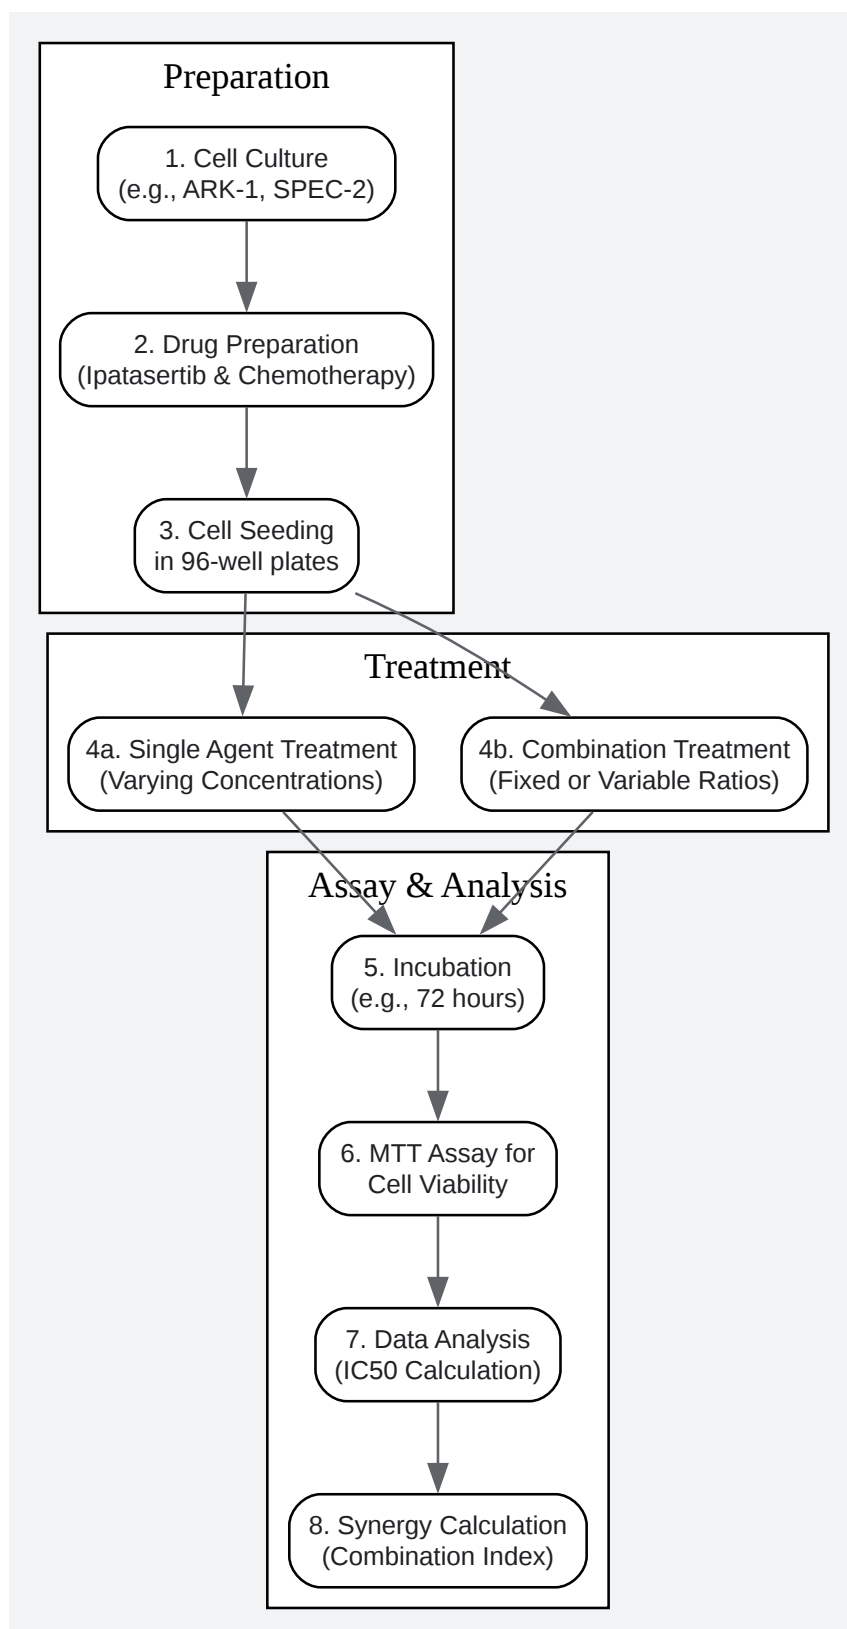 Preparation
1. Cell Culture
(e.g., ARK-1, SPEC-2)
2. Drug Preparation
(Ipatasertib & Chemotherapy)
3. Cell Seeding
in 96-well plates
Treatment
4a. Single Agent Treatment
(Varying Concentrations)
4b. Combination Treatment
(Fixed or Variable Ratios)
Assay & Analysis
5. Incubation
(e.g., 72 hours)
6. MTT Assay for
Cell Viability
7. Data Analysis
(IC50 Calculation)
8. Synergy Calculation
(Combination Index)